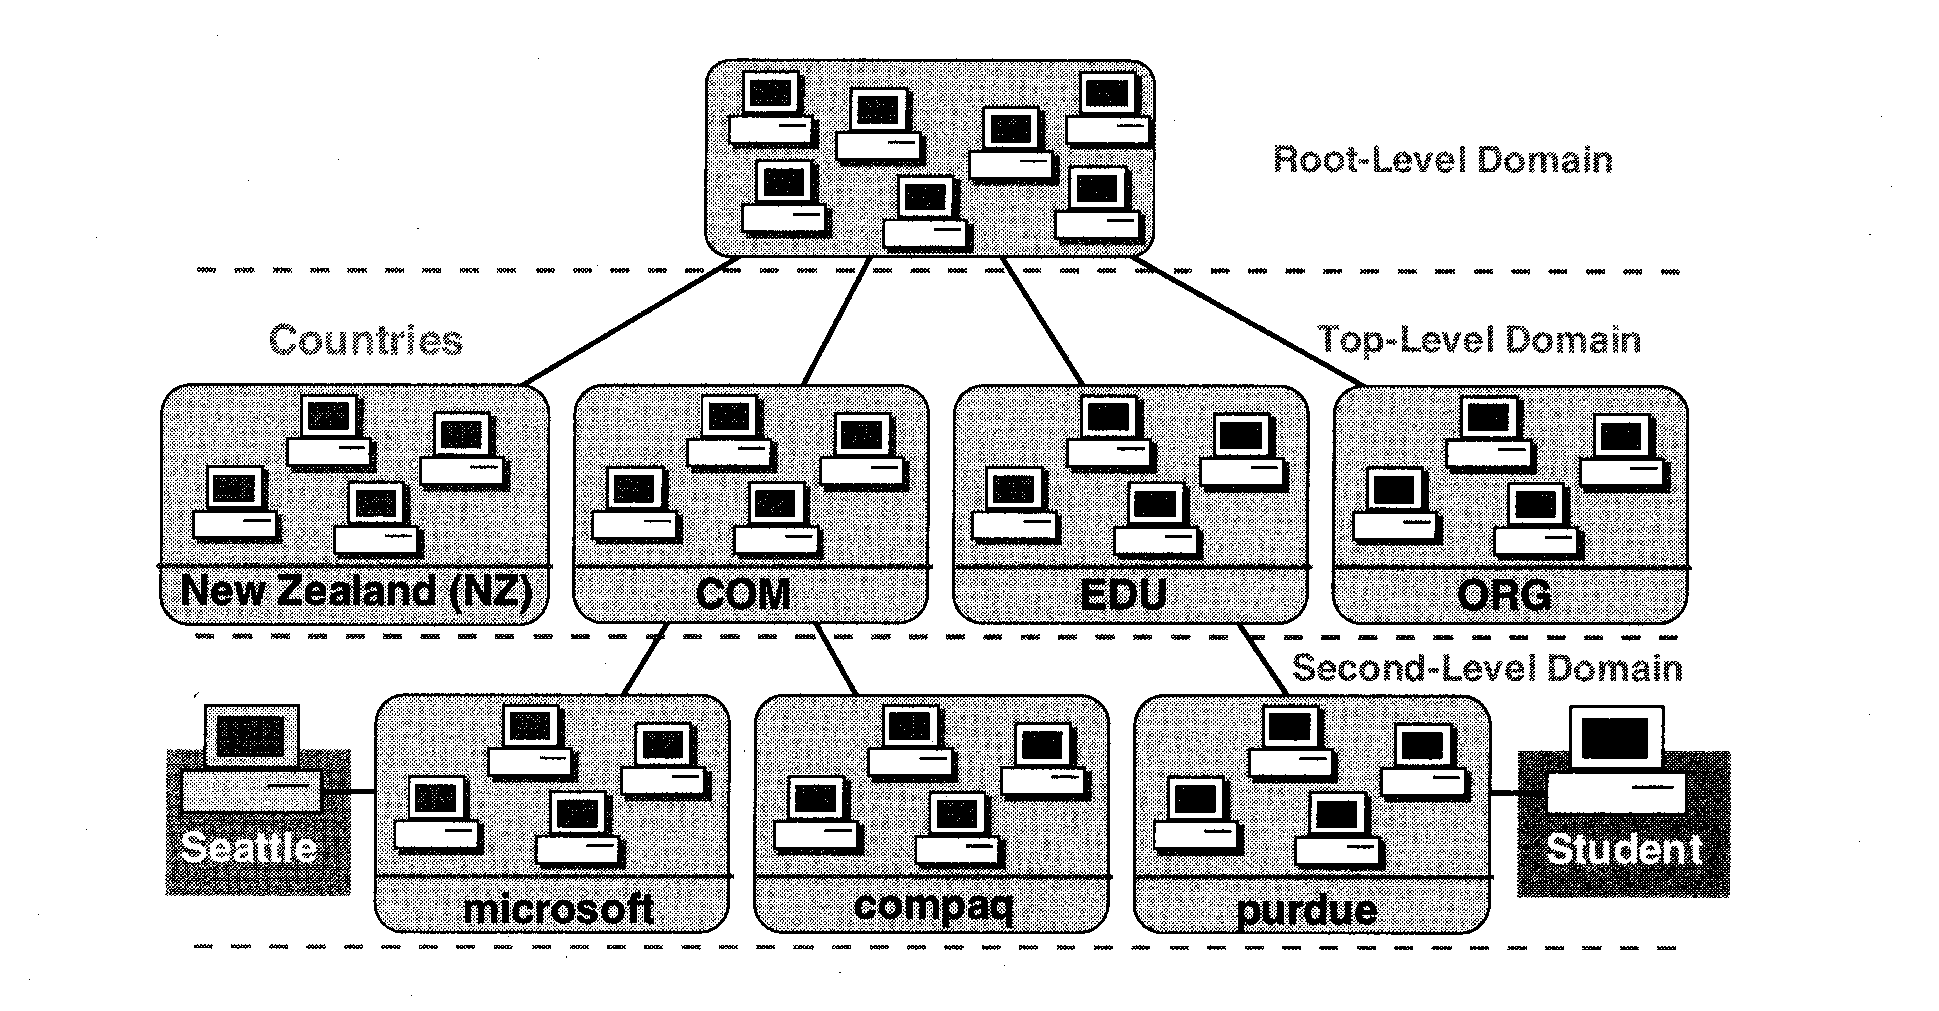 Root-Level Domain
Countries
Top-Level Domain
New Zealand (NZ)
COM
EDU
ORG
Second-Level Domain
Seattle
microsoft
compaq
purdue
Student